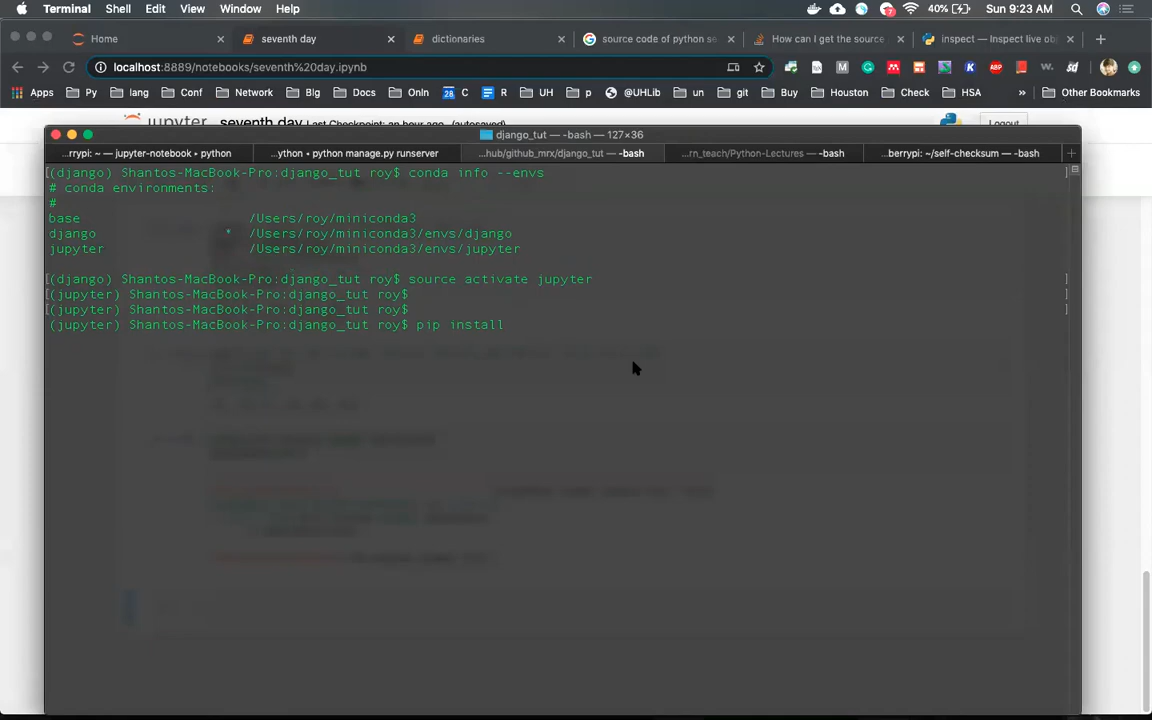 Terminal Shell Edit View Window Help 7 40% Sun 9:23 AM
Home × seventh day × dictionaries × source code of python se × How can I get the source × inspect — Inspect live obj × +
localhost:8889/notebooks/seventh%20day.ipynb
Apps Py lang Conf Network Blg Docs OnIn 28 C R UH p @UHLib un git Buy Houston Check HSA » Other Bookmarks
jupyter seventh day Last Checkpoint: an hour ago (autosaved) Logout
django_tut — -bash — 127×36
...rrypi: ~ — jupyter-notebook • python ...ython • python manage.py runserver ...hub/github_mrx/django_tut — -bash ...rn_teach/Python-Lectures — -bash ...berrypi: ~/self-checksum — -bash +
[(django) Shantos-MacBook-Pro:django_tut roy$ conda info --envs ]
# conda environments:
#
base /Users/roy/miniconda3
django * /Users/roy/miniconda3/envs/django
jupyter /Users/roy/miniconda3/envs/jupyter
[(django) Shantos-MacBook-Pro:django_tut roy$ source activate jupyter ]
[(jupyter) Shantos-MacBook-Pro:django_tut roy$ ]
[(jupyter) Shantos-MacBook-Pro:django_tut roy$ ]
(jupyter) Shantos-MacBook-Pro:django_tut roy$ pip install